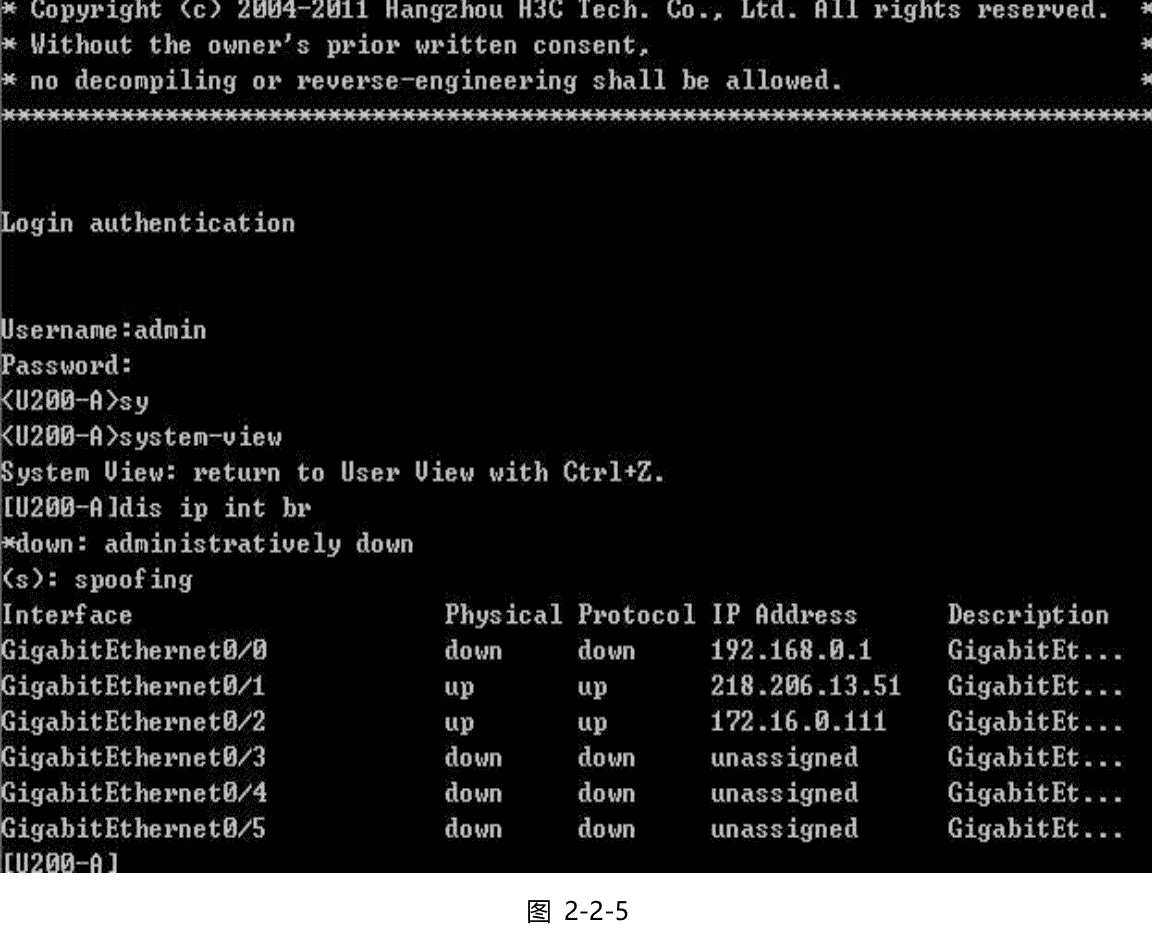 * Copyright (c) 2004-2011 Hangzhou H3C Tech. Co., Ltd. All rights reserved. *
* Without the owner's prior written consent, *
* no decompiling or reverse-engineering shall be allowed. *
******************************************************************************
Login authentication
Username:admin
Password:
<U200-A>sy
<U200-A>system-view
System View: return to User View with Ctrl+Z.
[U200-A]dis ip int br
*down: administratively down
(s): spoofing
Interface Physical Protocol IP Address Description
GigabitEthernet0/0 down down 192.168.0.1 GigabitEt...
GigabitEthernet0/1 up up 218.206.13.51 GigabitEt...
GigabitEthernet0/2 up up 172.16.0.111 GigabitEt...
GigabitEthernet0/3 down down unassigned GigabitEt...
GigabitEthernet0/4 down down unassigned GigabitEt...
GigabitEthernet0/5 down down unassigned GigabitEt...
[U200-A]
图 2-2-5